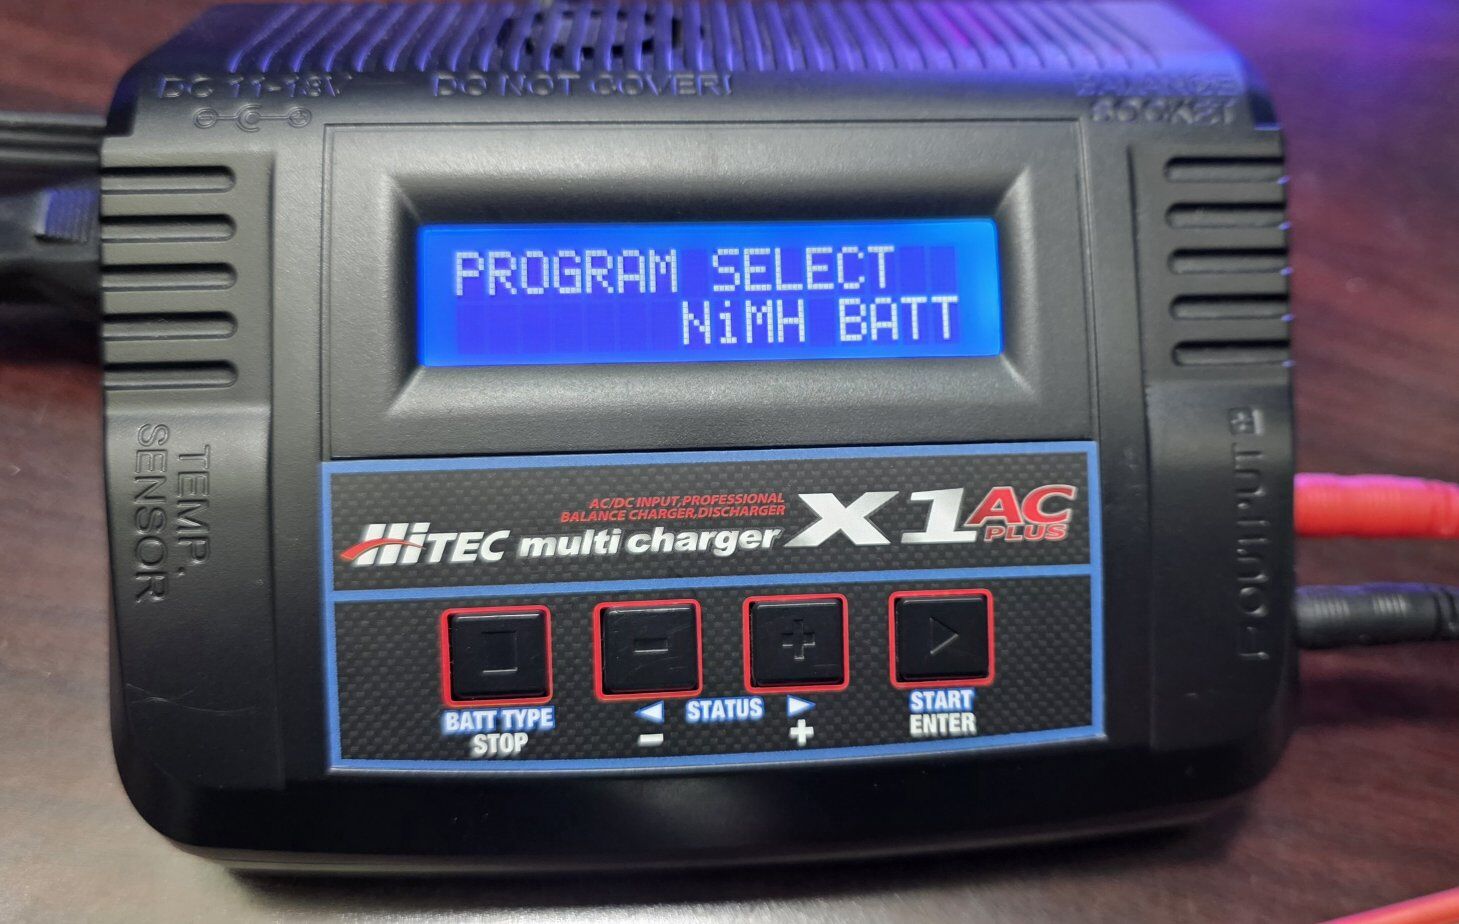 DC 11-18V
DO NOT COVER!
BALANCE
SOCKET
PROGRAM SELECT
NiMH BATT
TEMP.
SENSOR
AC/DC INPUT,PROFESSIONAL
BALANCE CHARGER,DISCHARGER
HiTEC multi charger X1 AC
PLUS
BATT TYPE
STOP
STATUS
-
+
START
ENTER